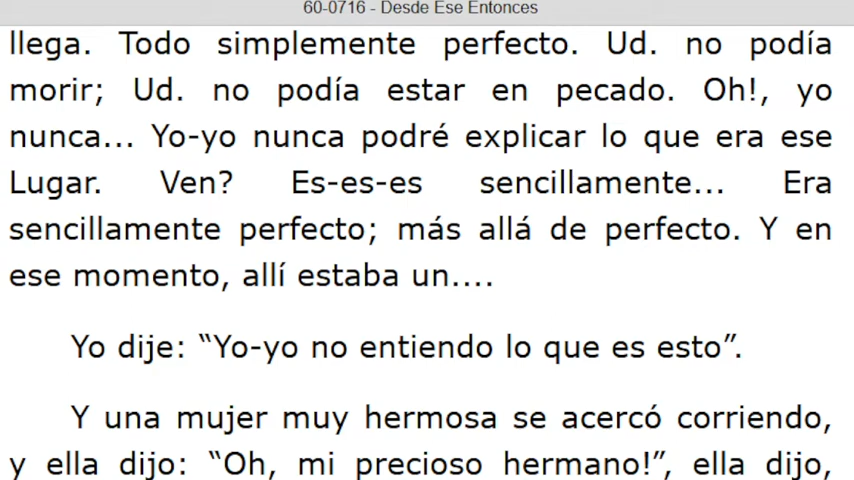 60-0716 - Desde Ese Entonces
llega. Todo simplemente perfecto. Ud. no podía
morir; Ud. no podía estar en pecado. Oh!, yo
nunca... Yo-yo nunca podré explicar lo que era ese
Lugar. Ven? Es-es-es sencillamente... Era
sencillamente perfecto; más allá de perfecto. Y en
ese momento, allí estaba un....
Yo dije: “Yo-yo no entiendo lo que es esto”.
Y una mujer muy hermosa se acercó corriendo,
y ella dijo: “Oh, mi precioso hermano!”, ella dijo,